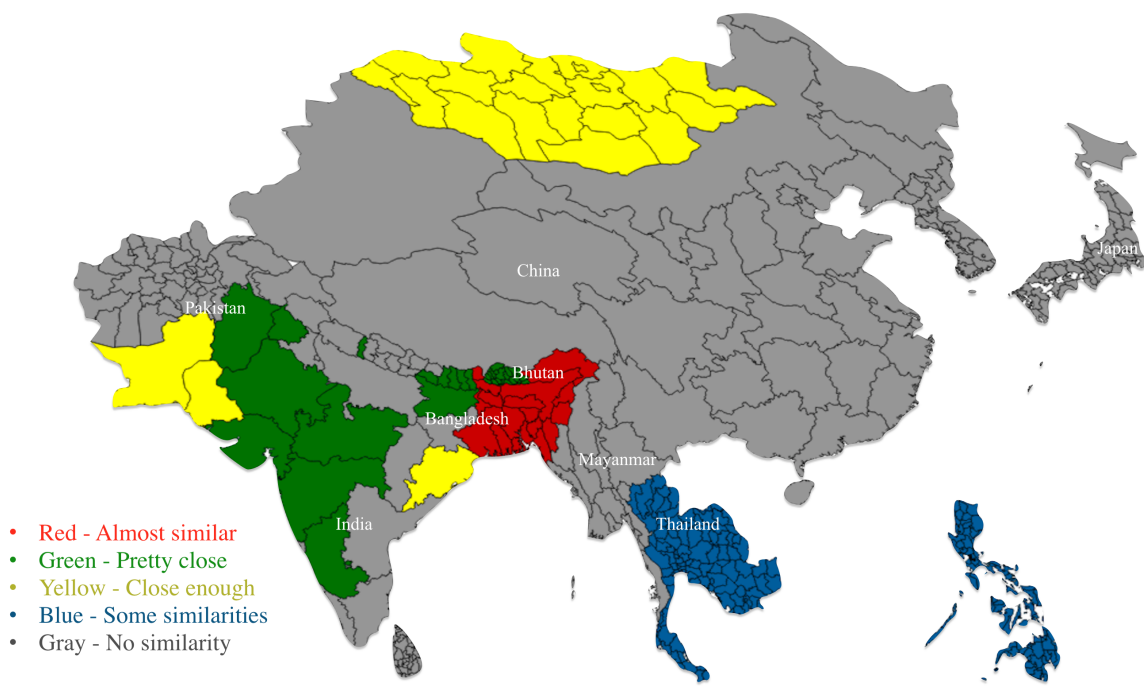 Japan
China
Pakistan
Bhutan
Bangladesh
Mayanmar
India
Thailand
• Red - Almost similar
• Green - Pretty close
• Yellow - Close enough
• Blue - Some similarities
• Gray - No similarity